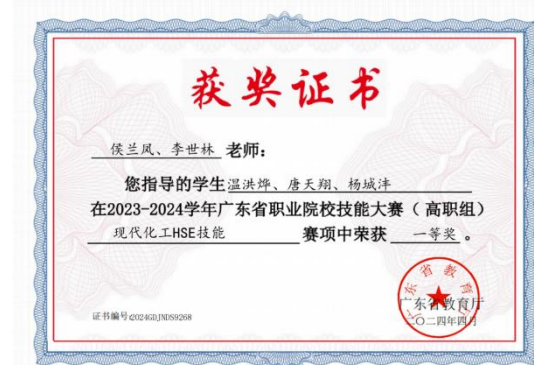 获奖证书
侯兰凤、李世林 老师：
您指导的学生温洪烨、唐天翔、杨城沣
在2023-2024学年广东省职业院校技能大赛（高职组）
现代化工HSE技能 赛项中荣获 一等奖 。
广东省教育厅
证书编号:2024GDJNDS9268
二〇二四年四月